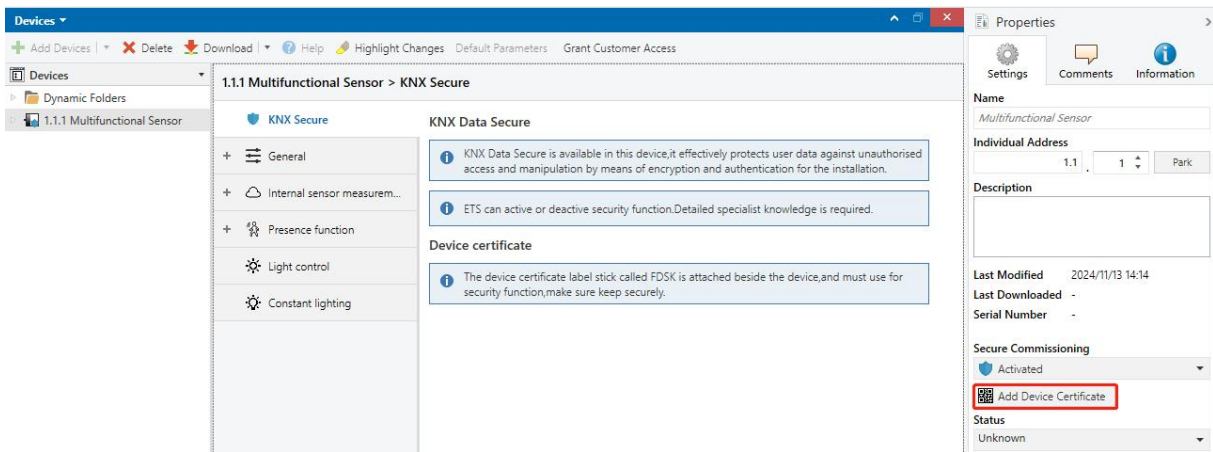 Devices
Add Devices Delete Download Help Highlight Changes Default Parameters Grant Customer Access
Devices
Dynamic Folders
1.1.1 Multifunctional Sensor
1.1.1 Multifunctional Sensor > KNX Secure
KNX Secure
General
Internal sensor measurem...
Presence function
Light control
Constant lighting
KNX Data Secure
KNX Data Secure is available in this device,it effectively protects user data against unauthorised
access and manipulation by means of encryption and authentication for the installation.
ETS can active or deactive security function.Detailed specialist knowledge is required.
Device certificate
The device certificate label stick called FDSK is attached beside the device,and must use for
security function,make sure keep securely.
Properties
Settings Comments Information
Name
Multifunctional Sensor
Individual Address
1.1 . 1 Park
Description
Last Modified 2024/11/13 14:14
Last Downloaded -
Serial Number -
Secure Commissioning
Activated
Add Device Certificate
Status
Unknown